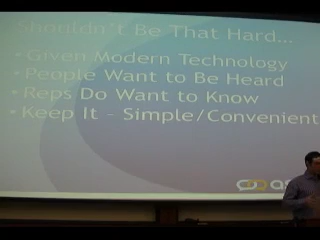 Shouldn't Be That Hard...
• Given Modern Technology
• People Want to Be Heard
• Reps Do Want to Know
• Keep It - Simple/Convenient